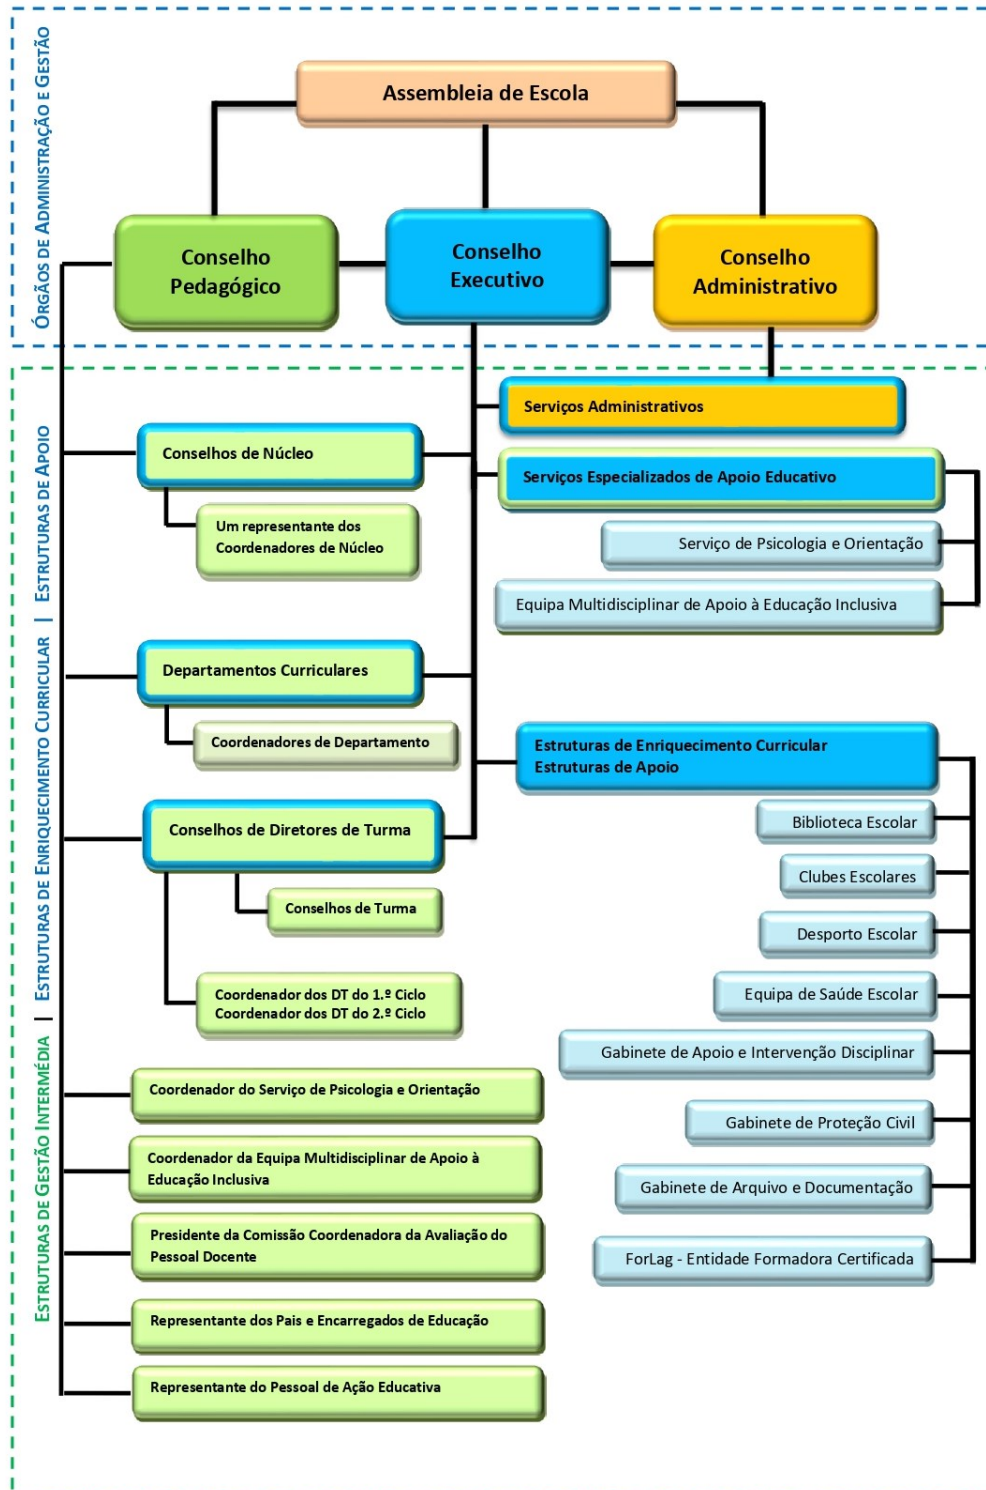 ÓRGÃOS DE ADMINISTRAÇÃO E GESTÃO
Assembleia de Escola
Conselho
Pedagógico
Conselho
Executivo
Conselho
Administrativo
ESTRUTURAS DE GESTÃO INTERMÉDIA | ESTRUTURAS DE ENRIQUECIMENTO CURRICULAR | ESTRUTURAS DE APOIO
Conselhos de Núcleo
Um representante dos
Coordenadores de Núcleo
Departamentos Curriculares
Coordenadores de Departamento
Conselhos de Diretores de Turma
Conselhos de Turma
Coordenador dos DT do 1.º Ciclo
Coordenador dos DT do 2.º Ciclo
Coordenador do Serviço de Psicologia e Orientação
Coordenador da Equipa Multidisciplinar de Apoio à
Educação Inclusiva
Presidente da Comissão Coordenadora da Avaliação do
Pessoal Docente
Representante dos Pais e Encarregados de Educação
Representante do Pessoal de Ação Educativa
Serviços Administrativos
Serviços Especializados de Apoio Educativo
Serviço de Psicologia e Orientação
Equipa Multidisciplinar de Apoio à Educação Inclusiva
Estruturas de Enriquecimento Curricular
Estruturas de Apoio
Biblioteca Escolar
Clubes Escolares
Desporto Escolar
Equipa de Saúde Escolar
Gabinete de Apoio e Intervenção Disciplinar
Gabinete de Proteção Civil
Gabinete de Arquivo e Documentação
ForLag - Entidade Formadora Certificada